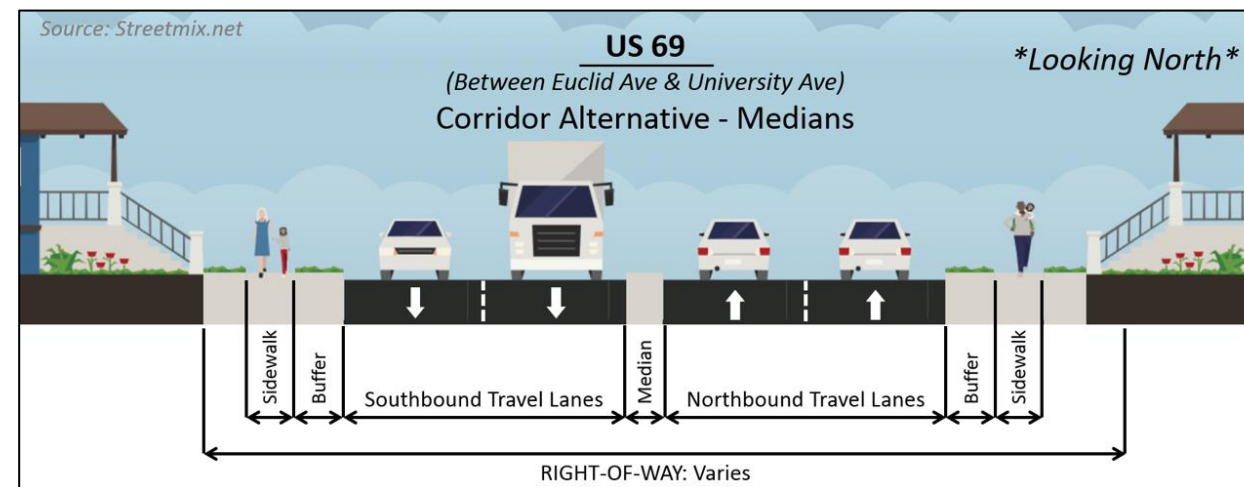 Source: Streetmix.net
US 69
*Looking North*
(Between Euclid Ave & University Ave)
Corridor Alternative - Medians
Sidewalk
Buffer
Southbound Travel Lanes
Median
Northbound Travel Lanes
Buffer
Sidewalk
RIGHT-OF-WAY: Varies